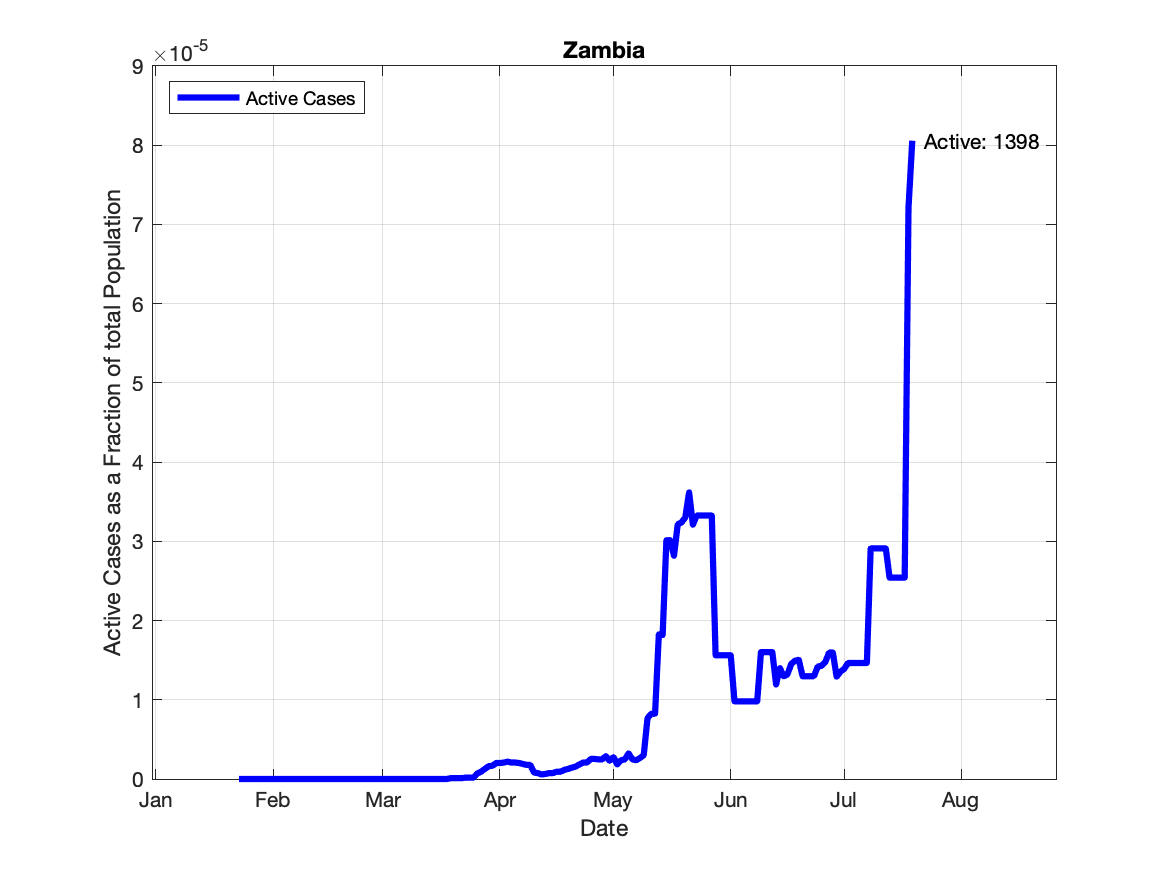 Zambia
×10-5
Active Cases
Active: 1398
9
8
7
6
5
4
3
2
1
0
Active Cases as a Fraction of total Population
Jan Feb Mar Apr May Jun Jul Aug
Date